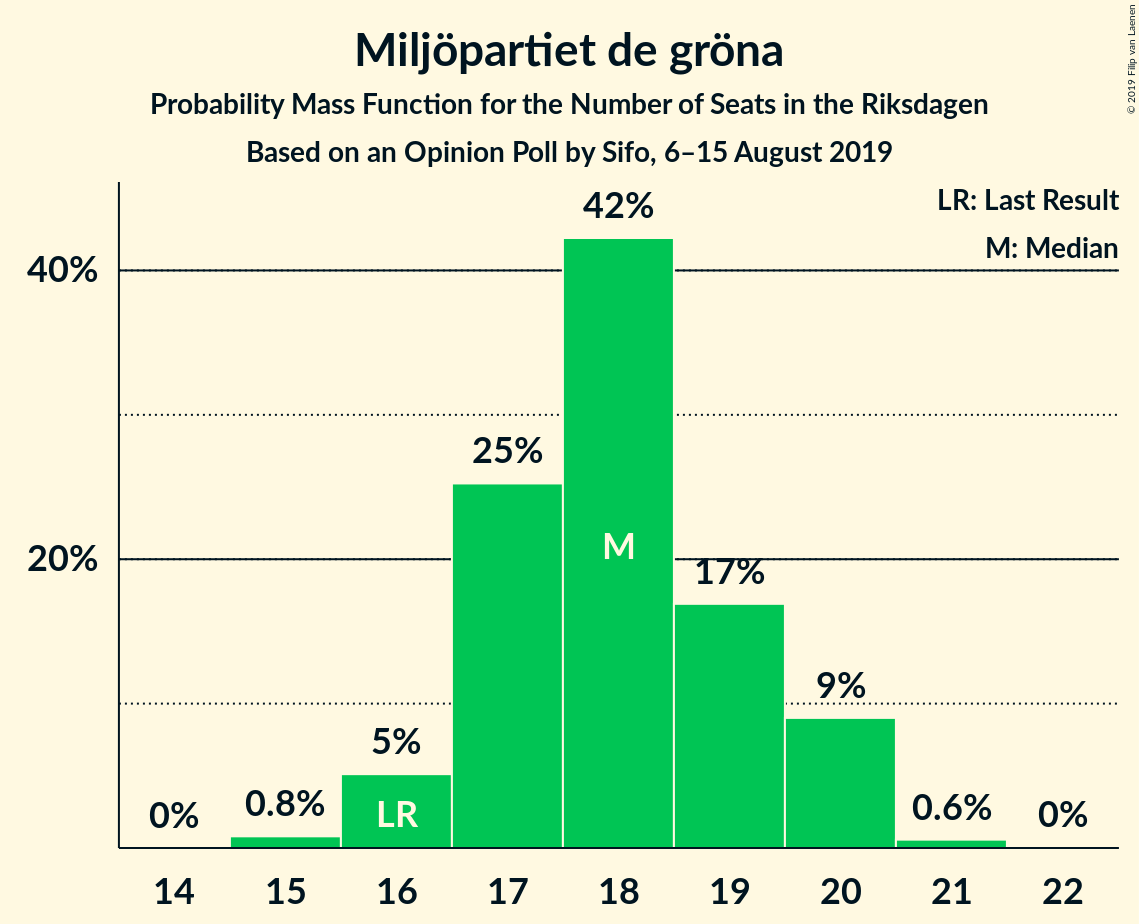 Miljöpartiet de gröna
Probability Mass Function for the Number of Seats in the Riksdagen
Based on an Opinion Poll by Sifo, 6–15 August 2019
© 2019 Filip van Laenen
LR: Last Result
M: Median
40%
20%
0%
0.8%
5%
25%
42%
17%
9%
0.6%
0%
LR
M
14 15 16 17 18 19 20 21 22